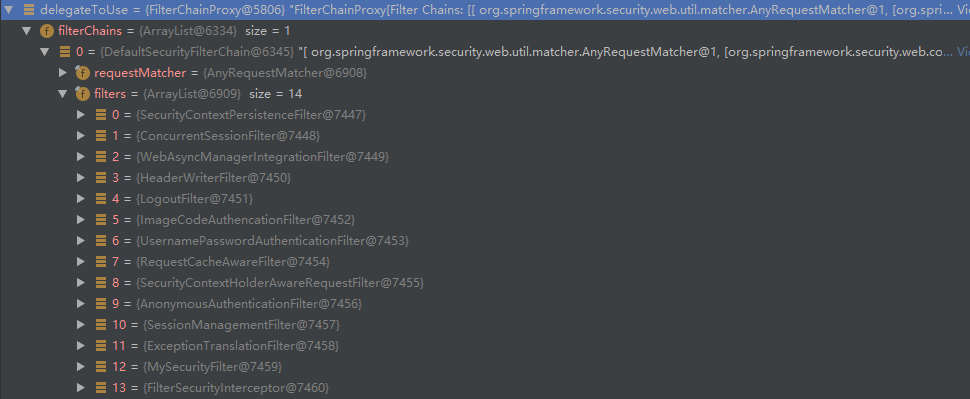 delegateToUse = {FilterChainProxy@5806} "FilterChainProxy[Filter Chains: [[ org.springframework.security.web.util.matcher.AnyRequestMatcher@1, [org.spri... Vie
f filterChains = {ArrayList@6334} size = 1
0 = {DefaultSecurityFilterChain@6345} "[ org.springframework.security.web.util.matcher.AnyRequestMatcher@1, [org.springframework.security.web.co... Vie
f requestMatcher = {AnyRequestMatcher@6908}
f filters = {ArrayList@6909} size = 14
0 = {SecurityContextPersistenceFilter@7447}
1 = {ConcurrentSessionFilter@7448}
2 = {WebAsyncManagerIntegrationFilter@7449}
3 = {HeaderWriterFilter@7450}
4 = {LogoutFilter@7451}
5 = {ImageCodeAuthencationFilter@7452}
6 = {UsernamePasswordAuthenticationFilter@7453}
7 = {RequestCacheAwareFilter@7454}
8 = {SecurityContextHolderAwareRequestFilter@7455}
9 = {AnonymousAuthenticationFilter@7456}
10 = {SessionManagementFilter@7457}
11 = {ExceptionTranslationFilter@7458}
12 = {MySecurityFilter@7459}
13 = {FilterSecurityInterceptor@7460}